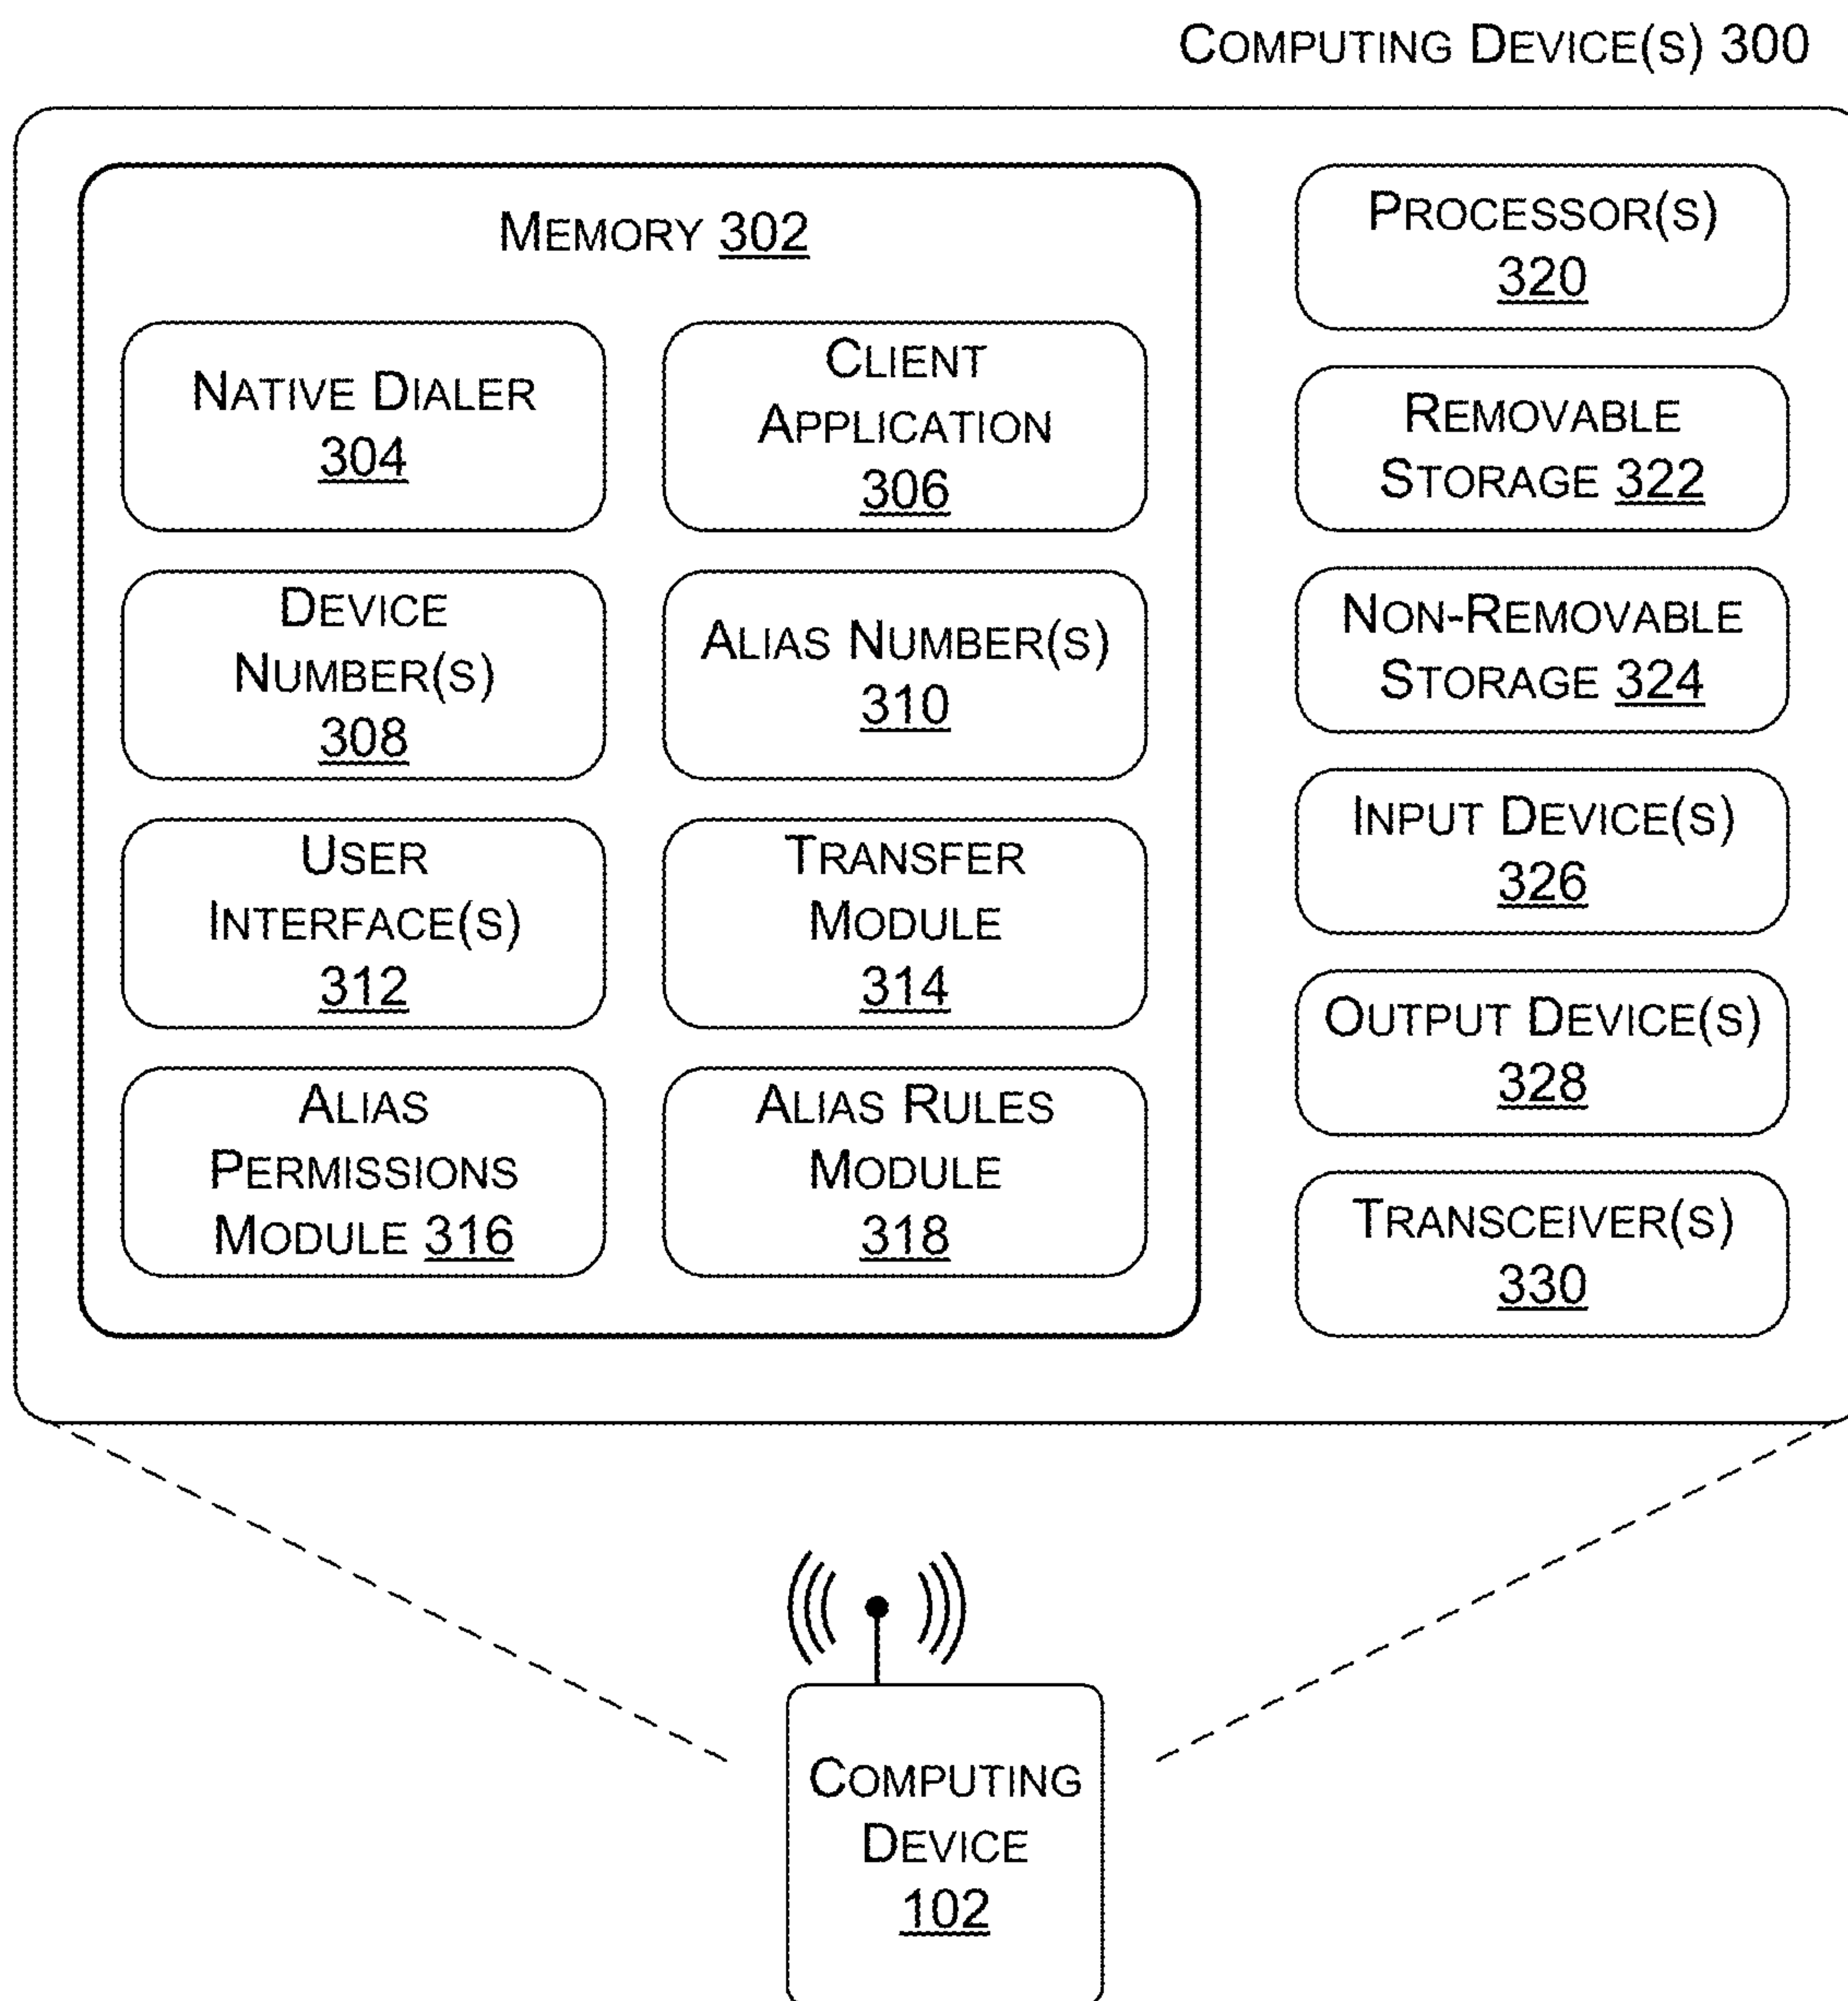 COMPUTING DEVICE(S) 300
MEMORY 302
NATIVE DIALER
304
CLIENT
APPLICATION
306
DEVICE
NUMBER(S)
308
ALIAS NUMBER(S)
310
USER
INTERFACE(S)
312
TRANSFER
MODULE
314
ALIAS
PERMISSIONS
MODULE 316
ALIAS RULES
MODULE
318
PROCESSOR(S)
320
REMOVABLE
STORAGE 322
NON-REMOVABLE
STORAGE 324
INPUT DEVICE(S)
326
OUTPUT DEVICE(S)
328
TRANSCEIVER(S)
330
COMPUTING
DEVICE
102